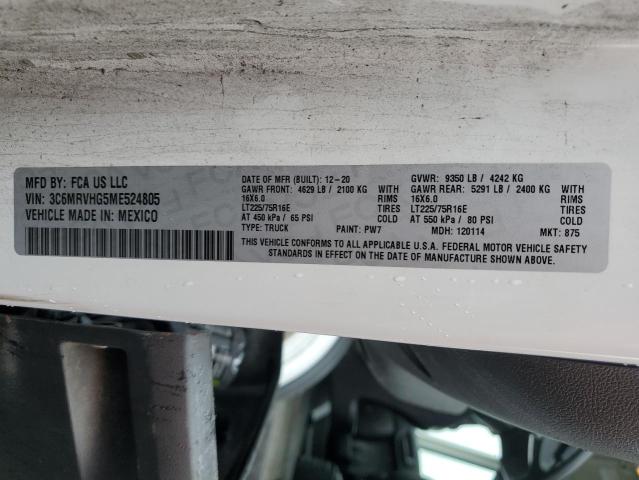 MFD BY: FCA US LLC
VIN: 3C6MRVHG5ME524805
VEHICLE MADE IN: MEXICO
DATE OF MFR (BUILT): 12-20 GVWR: 9350 LB / 4242 KG
GAWR FRONT: 4629 LB / 2100 KG WITH GAWR REAR: 5291 LB / 2400 KG WITH
16X6.0 RIMS 16X6.0 RIMS
LT225/75R16E TIRES LT225/75R16E TIRES
AT 450 kPa / 65 PSI COLD AT 550 kPa / 80 PSI COLD
TYPE: TRUCK PAINT: PW7 MDH: 120114 MKT: 875
THIS VEHICLE CONFORMS TO ALL APPLICABLE U.S.A. FEDERAL MOTOR VEHICLE SAFETY
STANDARDS IN EFFECT ON THE DATE OF MANUFACTURE SHOWN ABOVE.